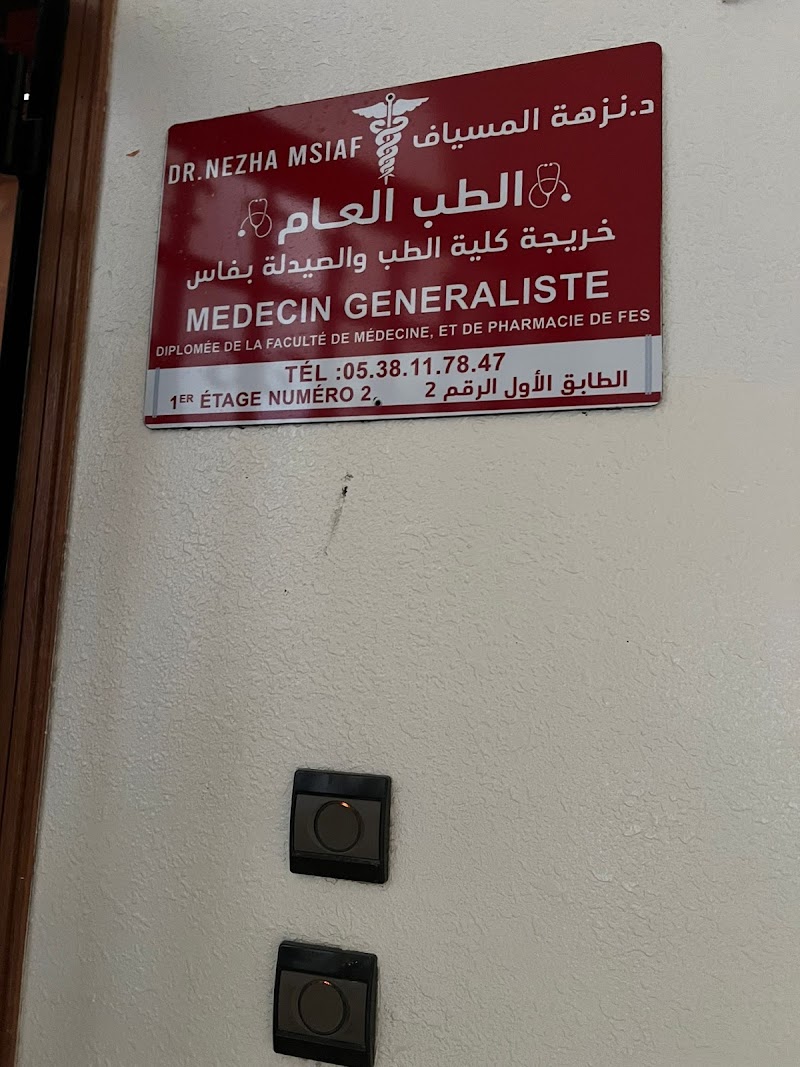 DR.NEZHA MSIAF
د.نزهة المسياف
الطب العام
خريجة كلية الطب والصيدلة بفاس
MEDECIN GENERALISTE
DIPLOMÉE DE LA FACULTÉ DE MÉDECINE, ET DE PHARMACIE DE FES
TÉL :05.38.11.78.47
1ER ÉTAGE NUMÉRO 2
الطابق الأول الرقم 2